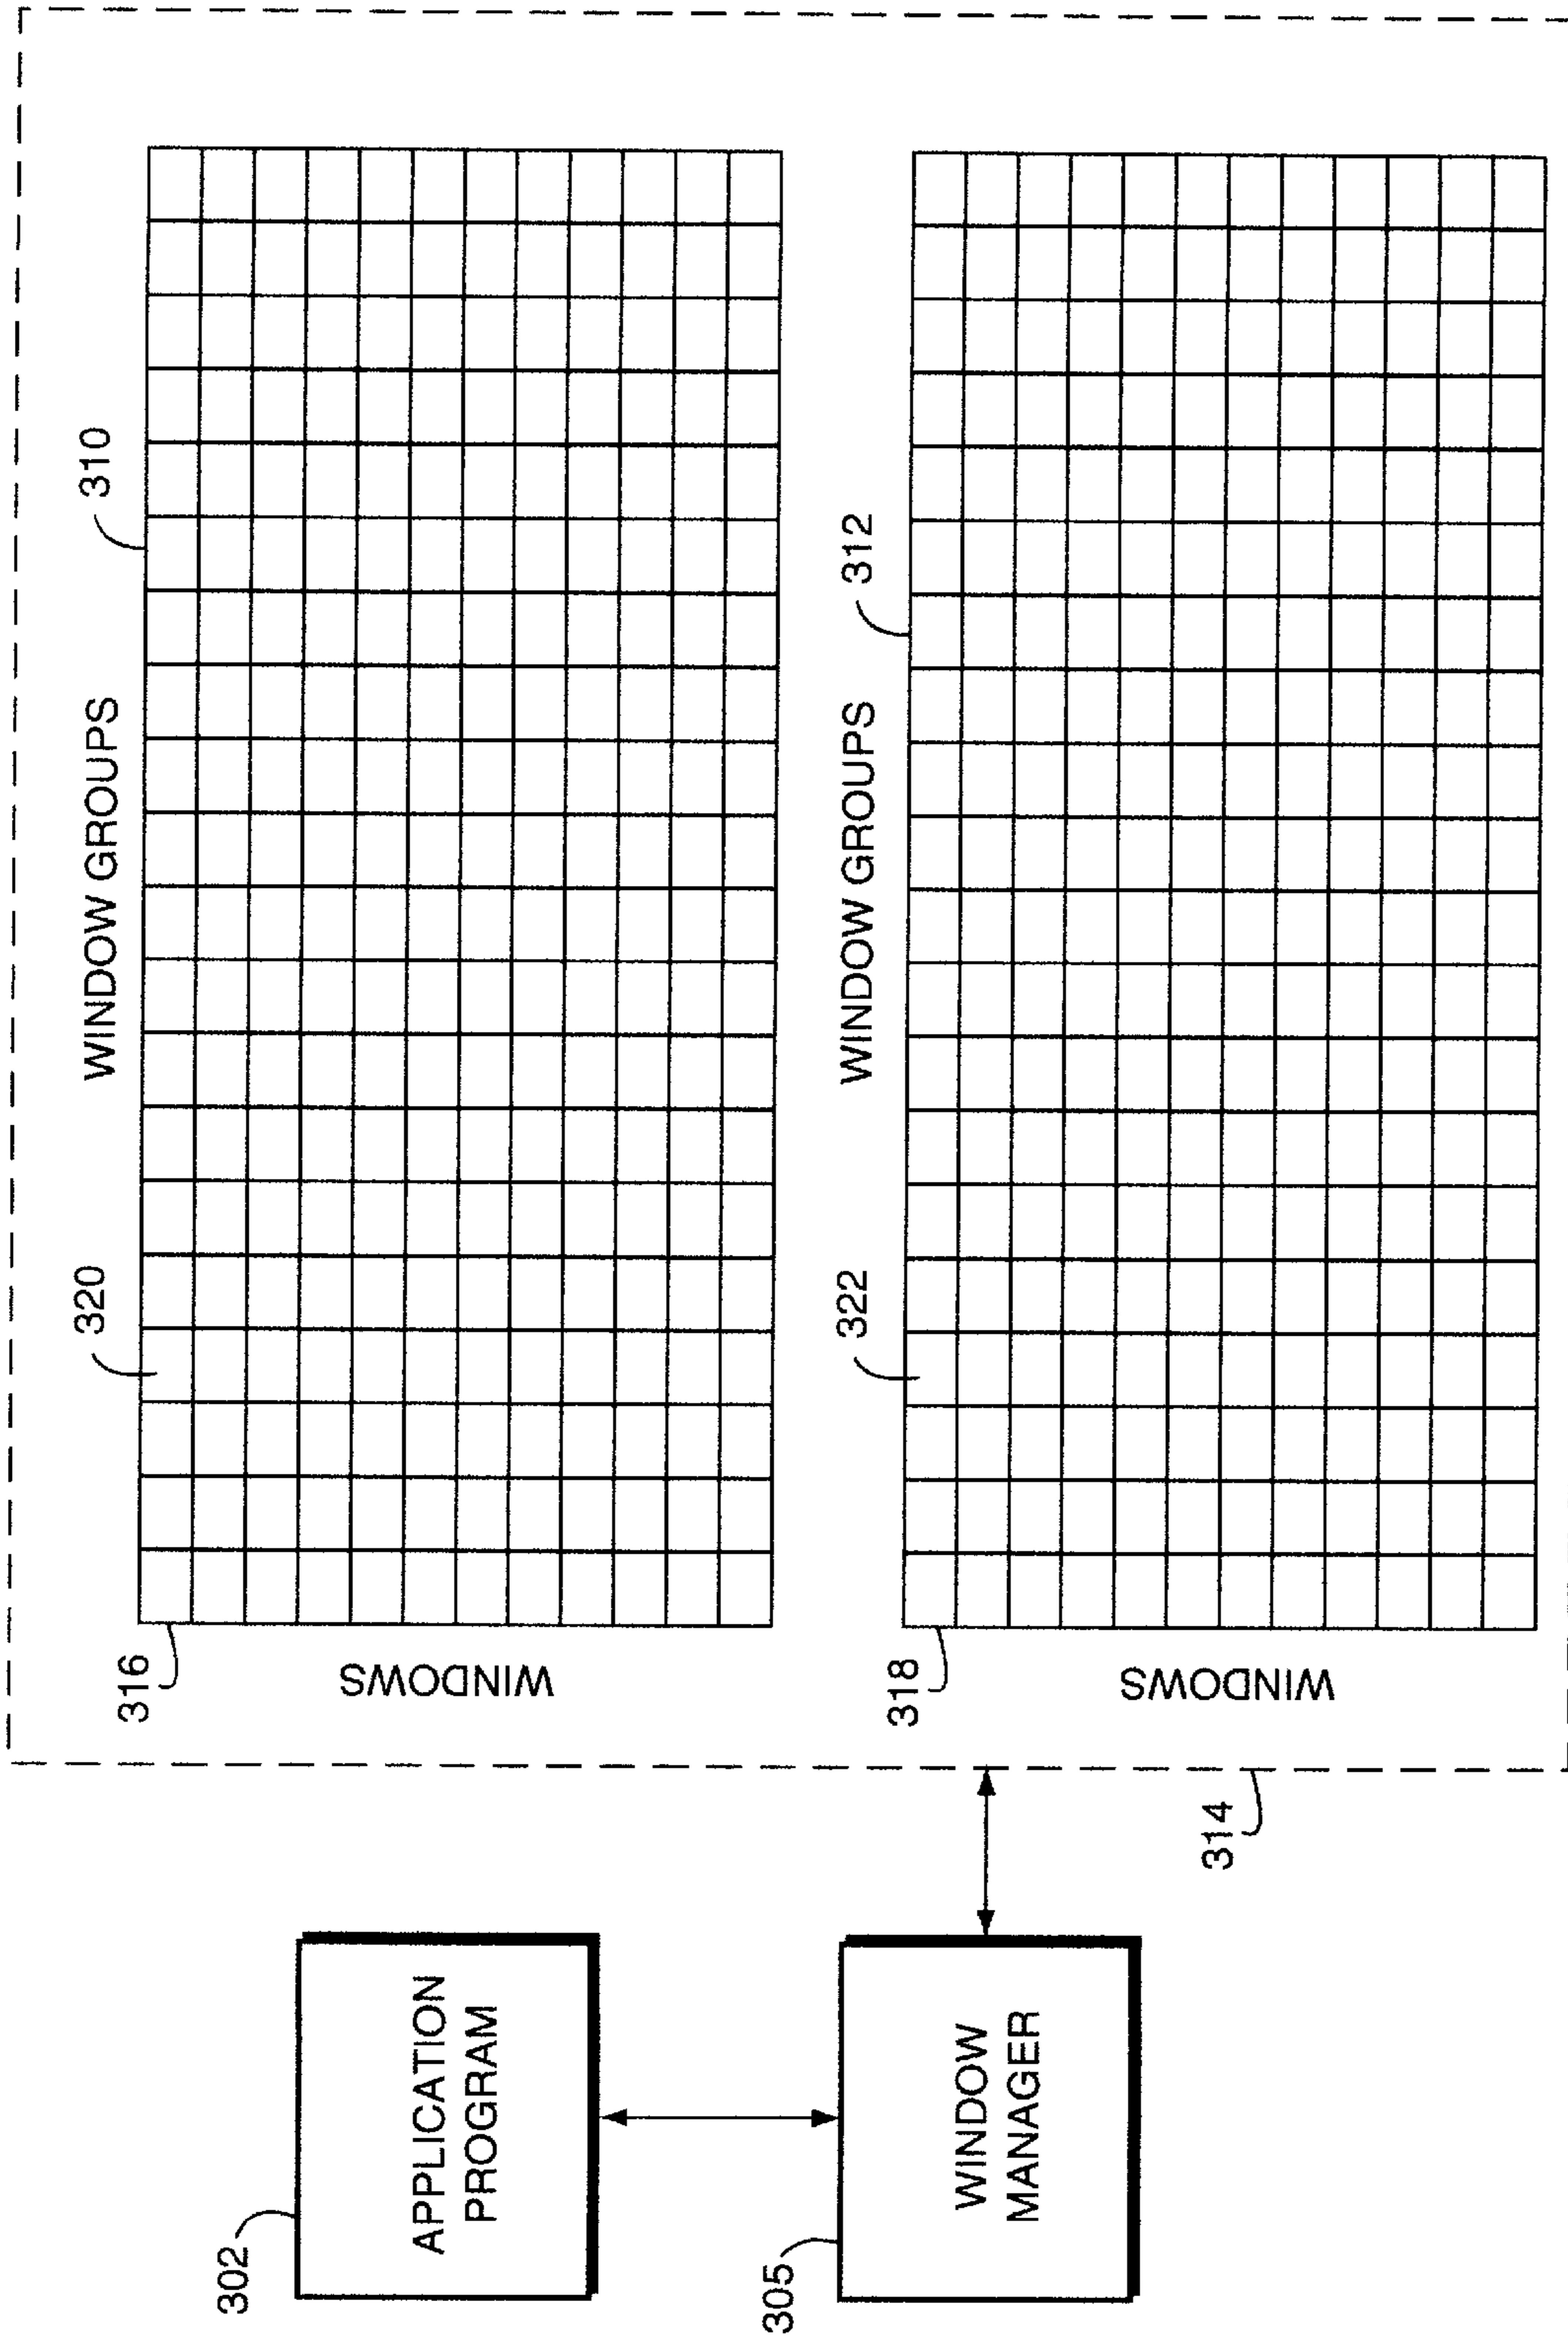 302
APPLICATION
PROGRAM
305
WINDOW
MANAGER
314
316
WINDOWS
320
WINDOW GROUPS
310
318
WINDOWS
322
WINDOW GROUPS
312